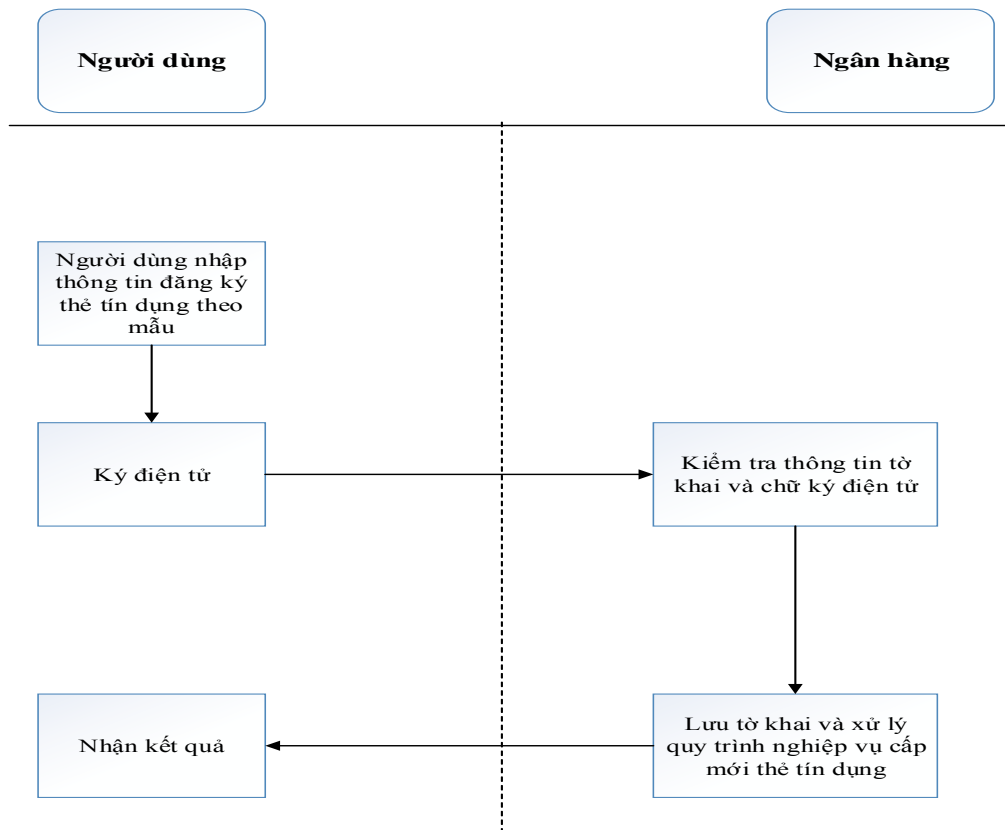 Người dùng
Ngân hàng
Người dùng nhập
thông tin đăng ký
thẻ tín dụng theo
mẫu
Ký điện tử
Kiểm tra thông tin tờ
khai và chữ ký điện tử
Nhận kết quả
Lưu tờ khai và xử lý
quy trình nghiệp vụ cấp
mới thẻ tín dụng